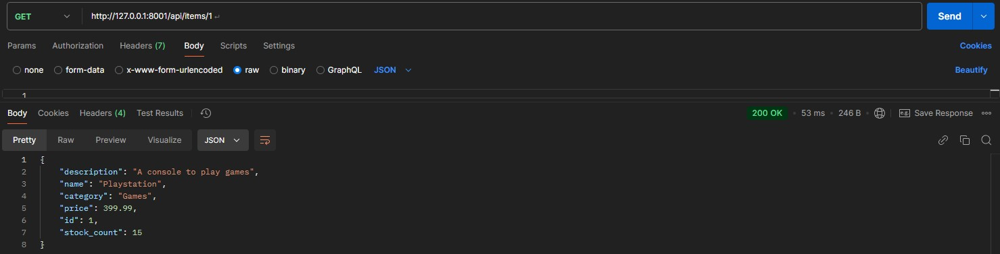 GET http://127.0.0.1:8001/api/items/1 Send
Params Authorization Headers (7) Body Scripts Settings Cookies
none form-data x-www-form-urlencoded raw binary GraphQL JSON Beautify
1
Body Cookies Headers (4) Test Results 200 OK 53 ms 246 B e.g. Save Response
Pretty Raw Preview Visualize JSON
1 {
2 "description": "A console to play games",
3 "name": "Playstation",
4 "category": "Games",
5 "price": 399.99,
6 "id": 1,
7 "stock_count": 15
8 }